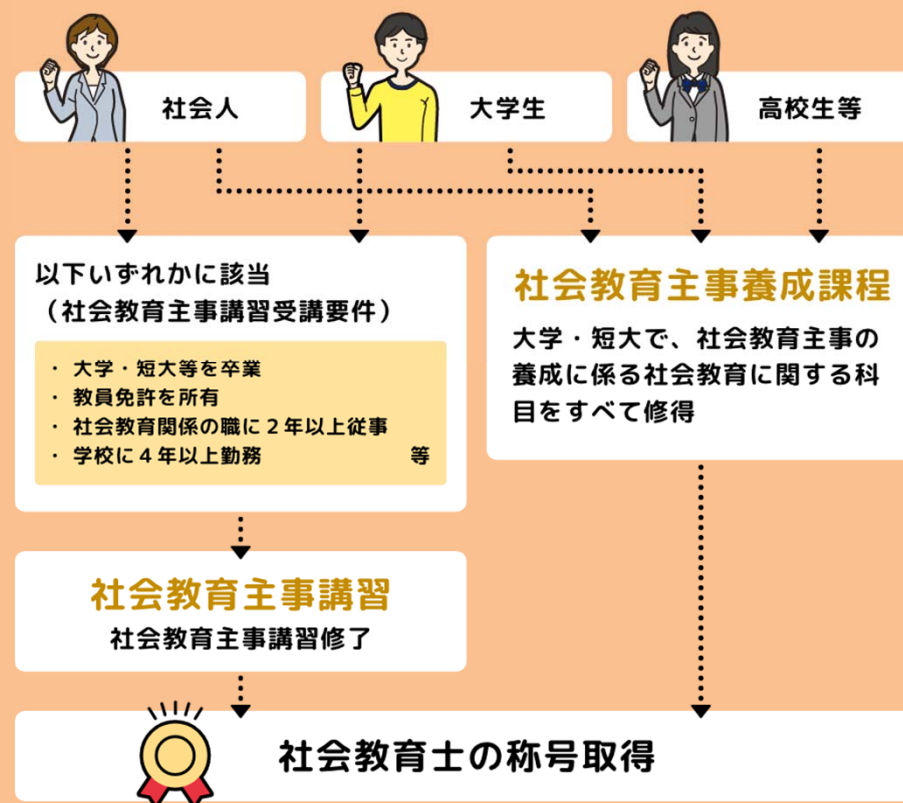 社会人
大学生
高校生等
以下いずれかに該当
（社会教育主事講習受講要件）
・ 大学・短大等を卒業
・ 教員免許を所有
・ 社会教育関係の職に２年以上従事
・ 学校に４年以上勤務 等
社会教育主事養成課程
大学・短大で、社会教育主事の
養成に係る社会教育に関する科
目をすべて修得
社会教育主事講習
社会教育主事講習修了
社会教育士の称号取得